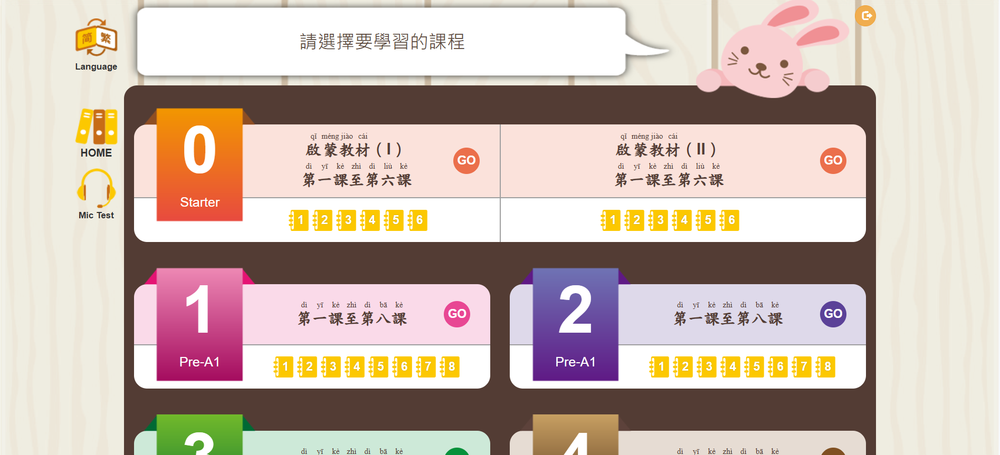 請選擇要學習的課程
简 繁
Language
HOME
Mic Test
0
Starter
qǐ méng jiào cái
啟蒙教材 ( I )
dì yī kè zhì dì liù kè
第一課至第六課
GO
1 2 3 4 5 6
qǐ méng jiào cái
啟蒙教材 ( II )
dì yī kè zhì dì liù kè
第一課至第六課
GO
1 2 3 4 5 6
1
Pre-A1
dì yī kè zhì dì bā kè
第一課至第八課
GO
1 2 3 4 5 6 7 8
2
Pre-A1
dì yī kè zhì dì bā kè
第一課至第八課
GO
1 2 3 4 5 6 7 8
3
dì yī kè zhì dì bā kè
4
dì yī kè zhì dì bā kè